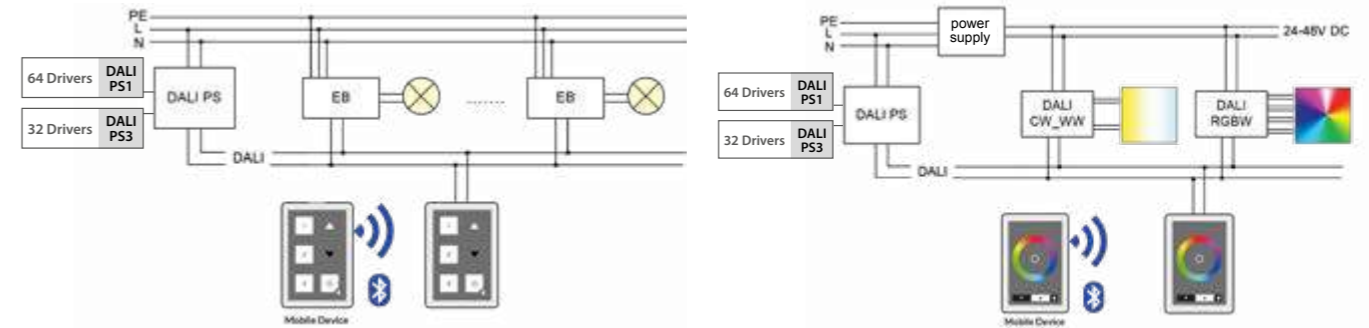 PE
L
N
64 Drivers DALI PS1
32 Drivers DALI PS3
DALI PS
EB
.......
EB
DALI
Mobile Device
PE
L
N
power
supply
24-48V DC
64 Drivers DALI PS1
32 Drivers DALI PS3
DALI PS
DALI
CW_WW
DALI
RGBW
DALI
Mobile Device